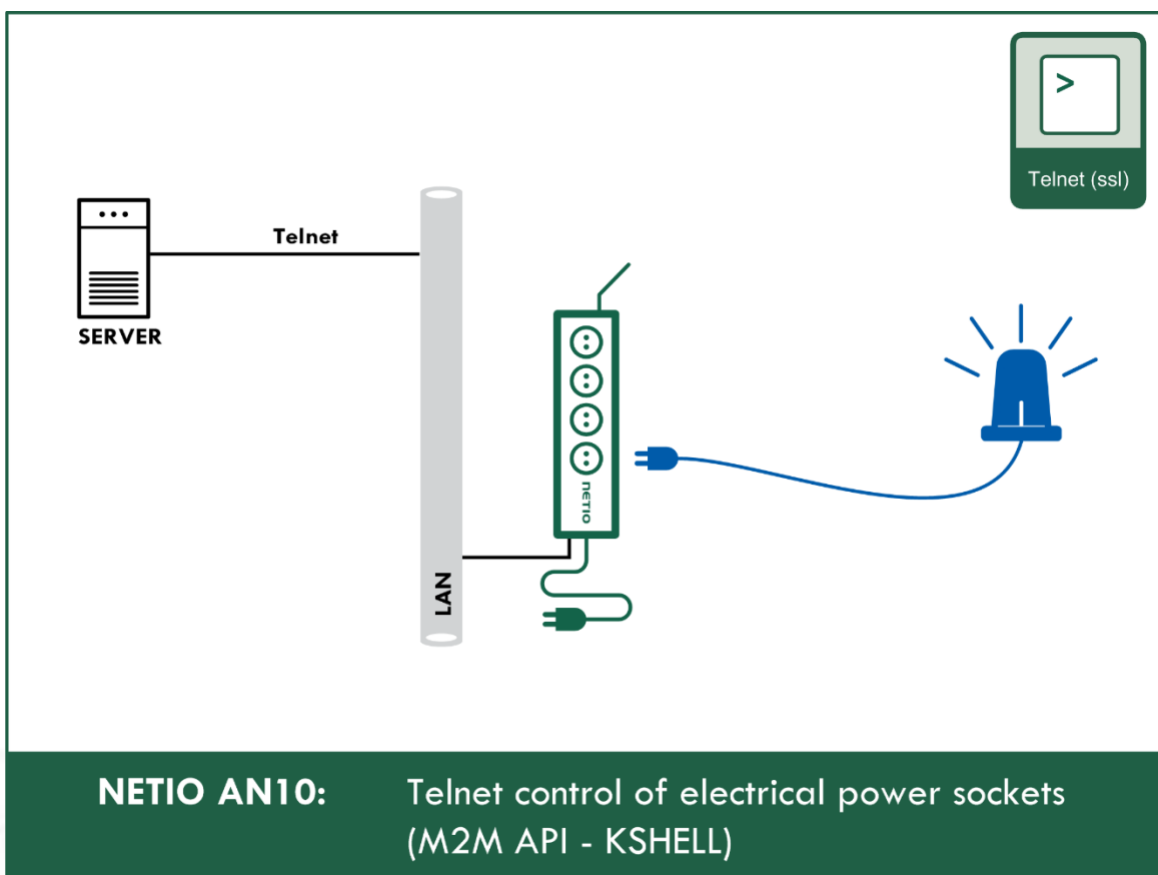 >
Telnet (ssl)
Telnet
SERVER
NETIO
LAN
NETIO AN10: Telnet control of electrical power sockets
(M2M API - KSHELL)